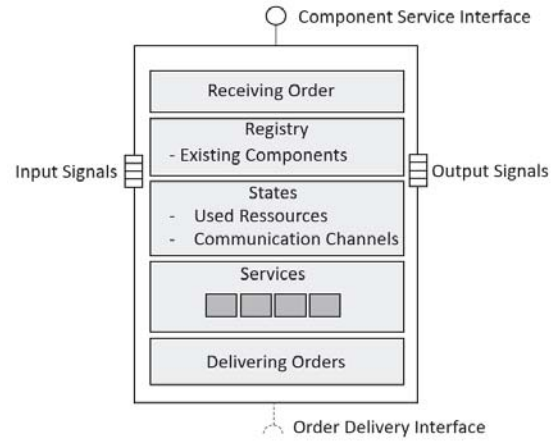 Component Service Interface
Receiving Order
Registry
- Existing Components
Input Signals
Output Signals
States
- Used Ressources
- Communication Channels
Services
Delivering Orders
Order Delivery Interface